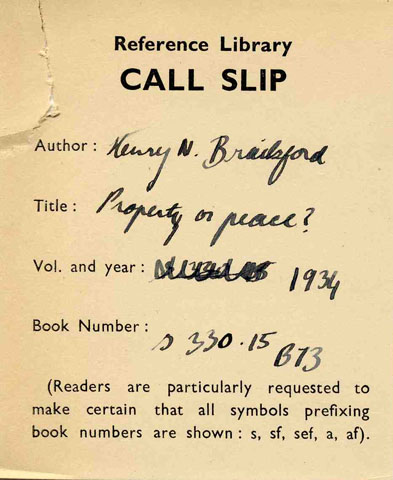 Reference Library
CALL SLIP
Author : Henry N. Brailsford
Title : Property or peace?
Vol. and year : 1934
Book Number :
s 330.15 B73
(Readers are particularly requested to
make certain that all symbols prefixing
book numbers are shown : s, sf, sef, a, af).